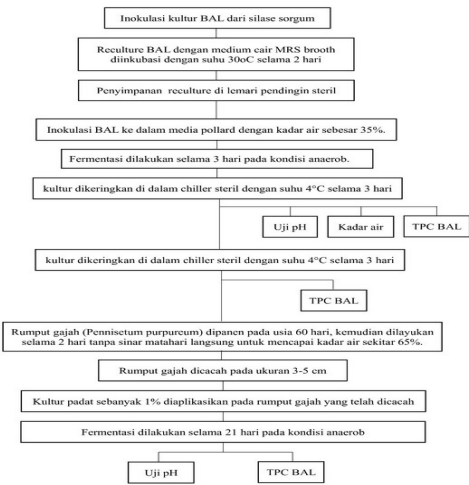 Inokulasi kultur BAL dari silase sorgum
Reculture BAL dengan medium cair MRS brooth
diinkubasi dengan suhu 30oC selama 2 hari
Penyimpanan reculture di lemari pendingin steril
Inokulasi BAL ke dalam media pollard dengan kadar air sebesar 35%.
Fermentasi dilakukan selama 3 hari pada kondisi anaerob.
kultur dikeringkan di dalam chiller steril dengan suhu 4°C selama 3 hari
Uji pH
Kadar air
TPC BAL
kultur dikeringkan di dalam chiller steril dengan suhu 4°C selama 3 hari
TPC BAL
Rumput gajah (Pennisetum purpureum) dipanen pada usia 60 hari, kemudian dilayukan
selama 2 hari tanpa sinar matahari langsung untuk mencapai kadar air sekitar 65%.
Rumput gajah dicacah pada ukuran 3-5 cm
Kultur padat sebanyak 1% diaplikasikan pada rumput gajah yang telah dicacah
Fermentasi dilakukan selama 21 hari pada kondisi anaerob
Uji pH
TPC BAL